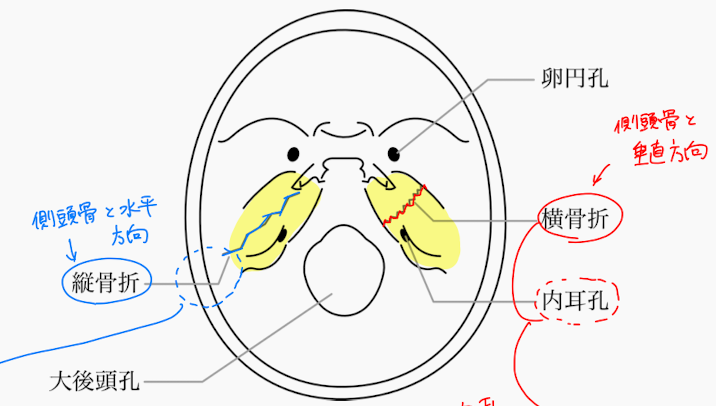 卵円孔
側頭骨と
垂直方向
側頭骨と水平
方向
横骨折
縦骨折
内耳孔
大後頭孔